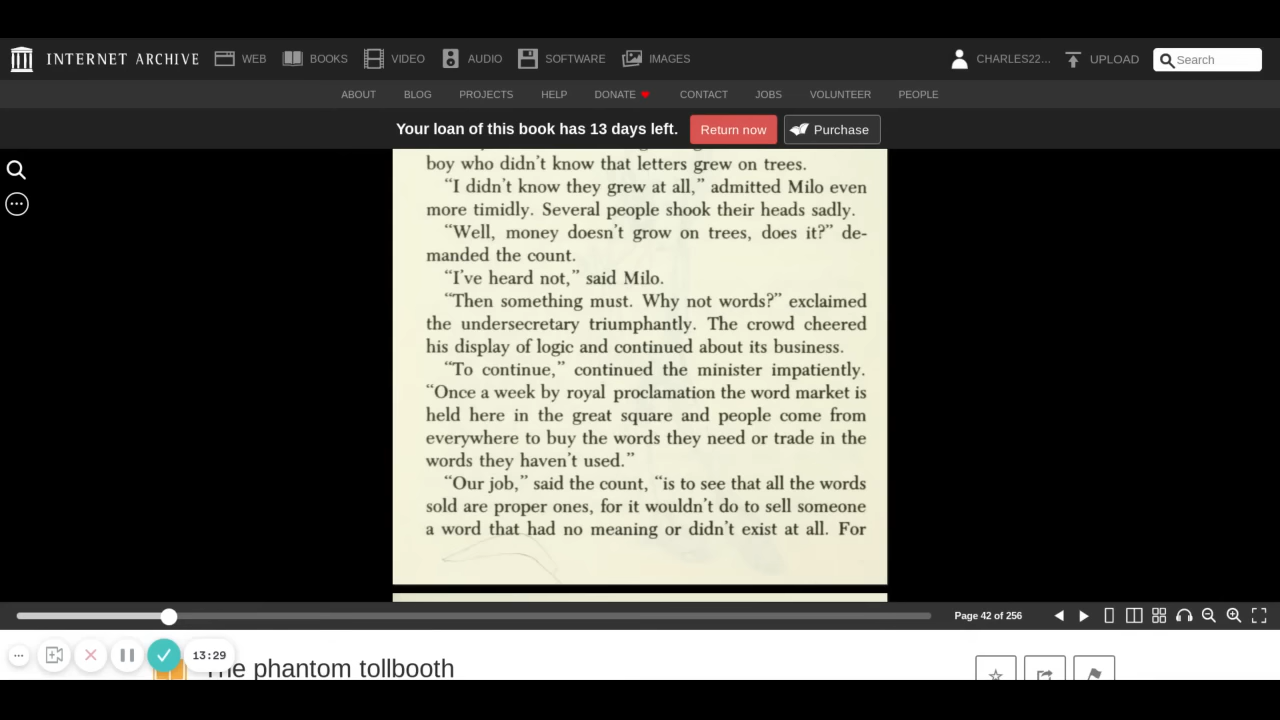 INTERNET ARCHIVE WEB BOOKS VIDEO AUDIO SOFTWARE IMAGES CHARLES22... UPLOAD Search
ABOUT BLOG PROJECTS HELP DONATE CONTACT JOBS VOLUNTEER PEOPLE
Your loan of this book has 13 days left. Return now Purchase
boy who didn't know that letters grew on trees.
“I didn't know they grew at all,” admitted Milo even
more timidly. Several people shook their heads sadly.
“Well, money doesn't grow on trees, does it?” de-
manded the count.
“I've heard not,” said Milo.
“Then something must. Why not words?” exclaimed
the undersecretary triumphantly. The crowd cheered
his display of logic and continued about its business.
“To continue,” continued the minister impatiently.
“Once a week by royal proclamation the word market is
held here in the great square and people come from
everywhere to buy the words they need or trade in the
words they haven't used.”
“Our job,” said the count, “is to see that all the words
sold are proper ones, for it wouldn't do to sell someone
a word that had no meaning or didn't exist at all. For
Page 42 of 256
13:29
The phantom tollbooth